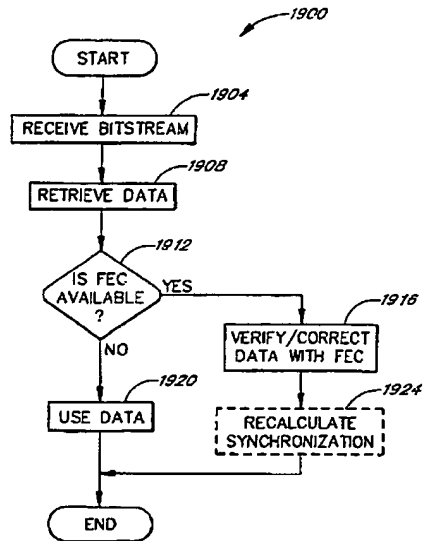 1900
START
1904
RECEIVE BITSTREAM
1908
RETRIEVE DATA
1912
IS FEC
AVAILABLE
?
YES
NO
1916
VERIFY/CORRECT
DATA WITH FEC
1920
USE DATA
1924
RECALCULATE
SYNCHRONIZATION
END